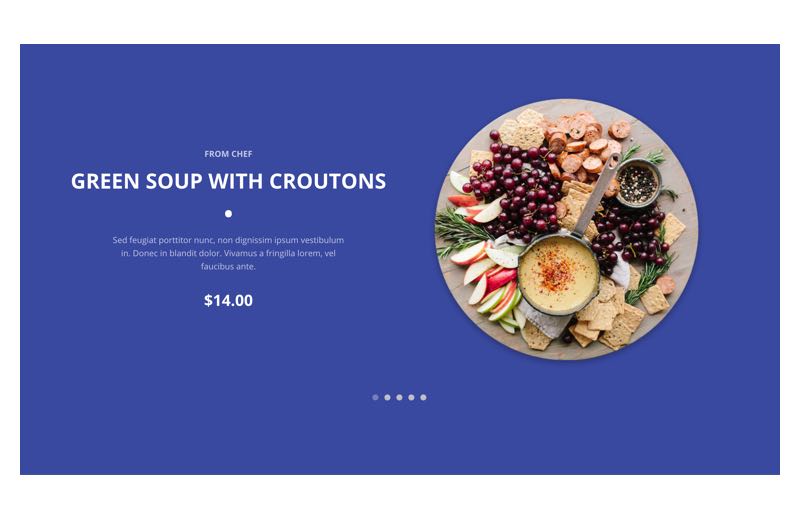 FROM CHEF
GREEN SOUP WITH CROUTONS
Sed feugiat porttitor nunc, non dignissim ipsum vestibulum
in. Donec in blandit dolor. Vivamus a fringilla lorem, vel
faucibus ante.
$14.00